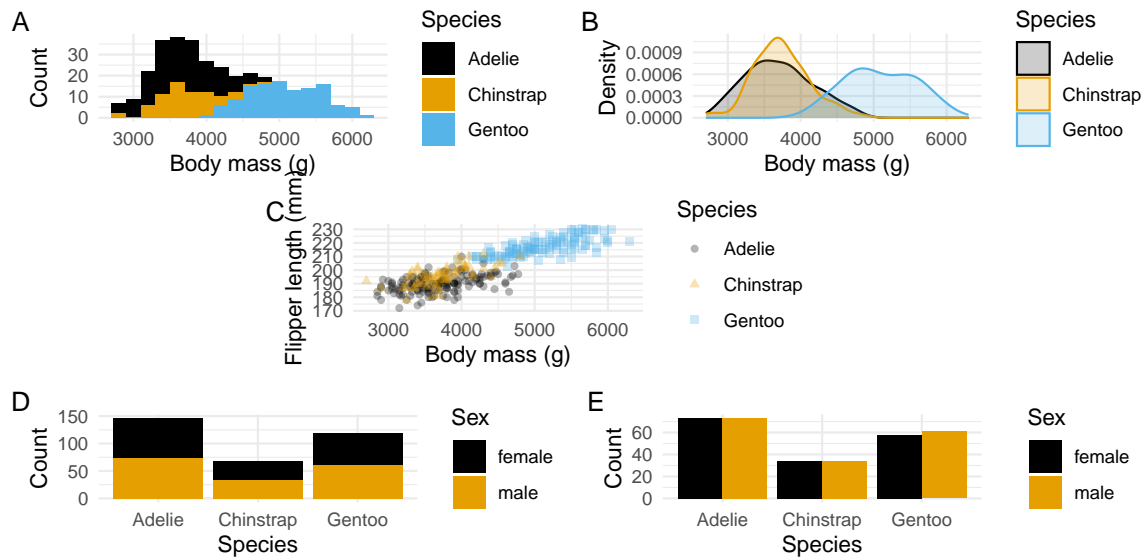 A
Count
30
20
10
0
3000 4000 5000 6000
Body mass (g)
Species
Adelie
Chinstrap
Gentoo
B
Density
0.0009
0.0006
0.0003
0.0000
3000 4000 5000 6000
Body mass (g)
Species
Adelie
Chinstrap
Gentoo
C
Flipper length (mm)
230
220
210
200
190
180
170
3000 4000 5000 6000
Body mass (g)
Species
Adelie
Chinstrap
Gentoo
D
Count
150
100
50
0
Adelie Chinstrap Gentoo
Species
Sex
female
male
E
Count
60
40
20
0
Adelie Chinstrap Gentoo
Species
Sex
female
male